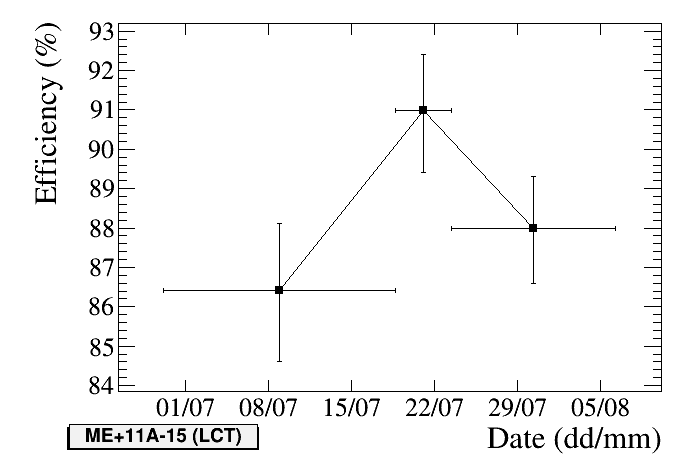 Efficiency (%)
93
92
91
90
89
88
87
86
85
84
01/07 08/07 15/07 22/07 29/07 05/08
ME+11A-15 (LCT)
Date (dd/mm)